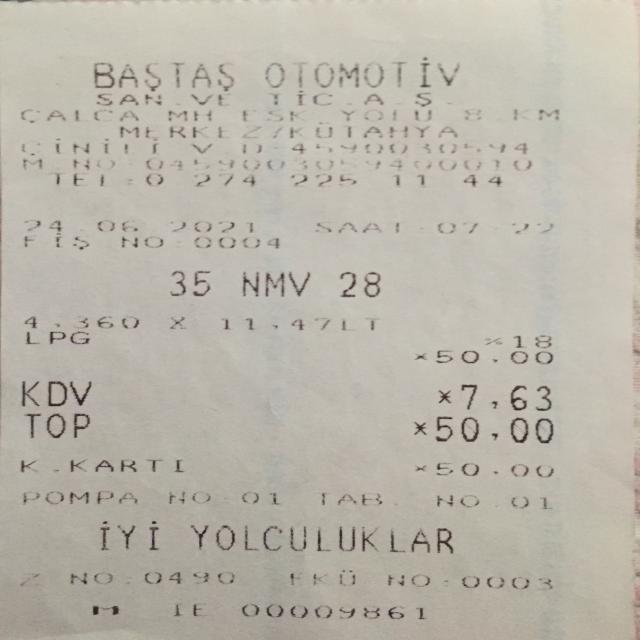 BAŞTAŞ OTOMOTİV
SAN.VE TİC.A.Ş.
ÇALCA MH ESK.YOLU 8.KM
MERKEZ/KÜTAHYA
ÇİNİLİ V.D.4590030594
M.NO:0459003059400010
TEL:0 274 225 11 44
24.06.2021 SAAT:07:22
FİŞ NO:0004
35 NMV 28
4,360 X 11,47LT
LPG %18
*50,00
KDV *7,63
TOP *50,00
K.KARTI *50,00
POMPA NO:01 TAB. NO:01
İYİ YOLCULUKLAR
Z NO:0490 EKÜ NO:0003
IE 00009861